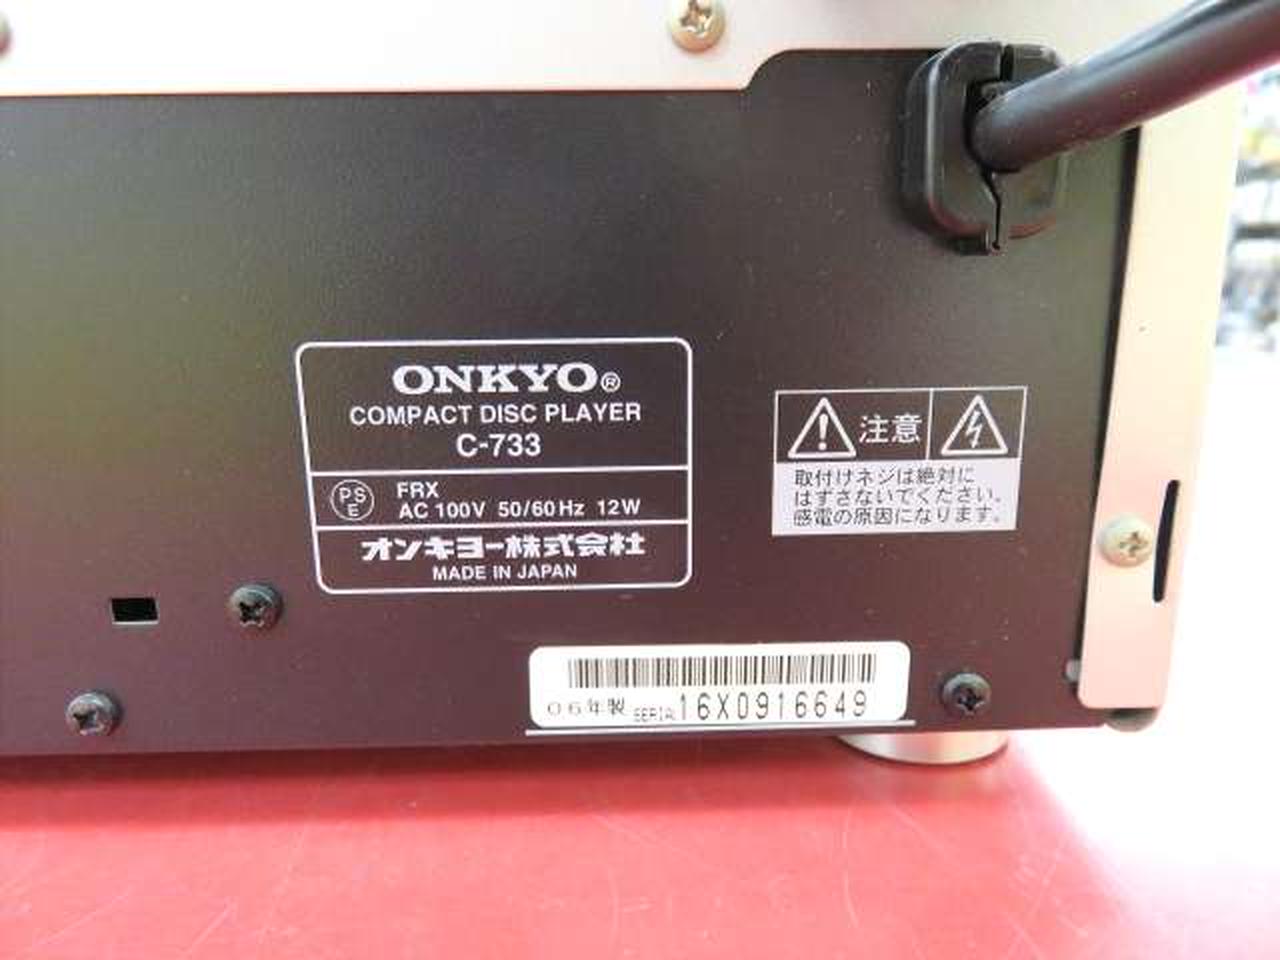 ONKYO®
COMPACT DISC PLAYER
C-733
PSE
FRX
AC 100V 50/60Hz 12W
オンキヨー株式会社
MADE IN JAPAN
注意
取付けネジは絶対に
はずさないでください。
感電の原因になります。
06年製 SERIAL 16X0916649